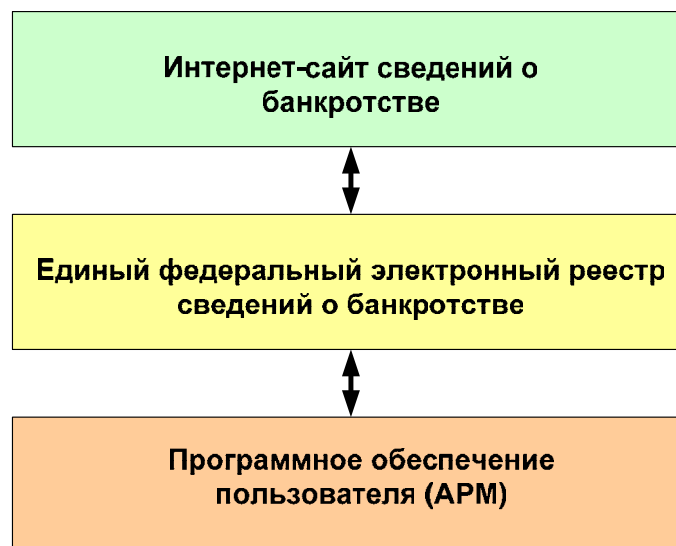 Интернет-сайт сведений о
банкротстве
Единый федеральный электронный реестр
сведений о банкротстве
Программное обеспечение
пользователя (АРМ)